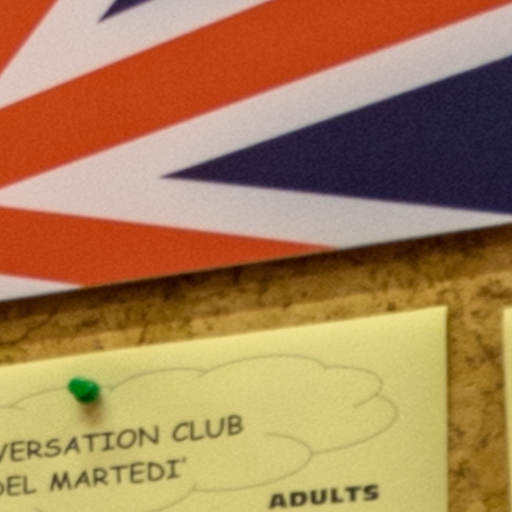 VERSATION CLUB
DEL MARTEDI'
ADULTS